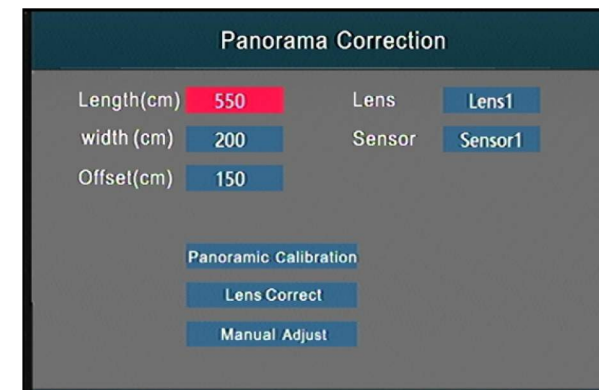 Panorama Correction
Length(cm) 550 Lens Lens1
width (cm) 200 Sensor Sensor1
Offset(cm) 150
Panoramic Calibration
Lens Correct
Manual Adjust